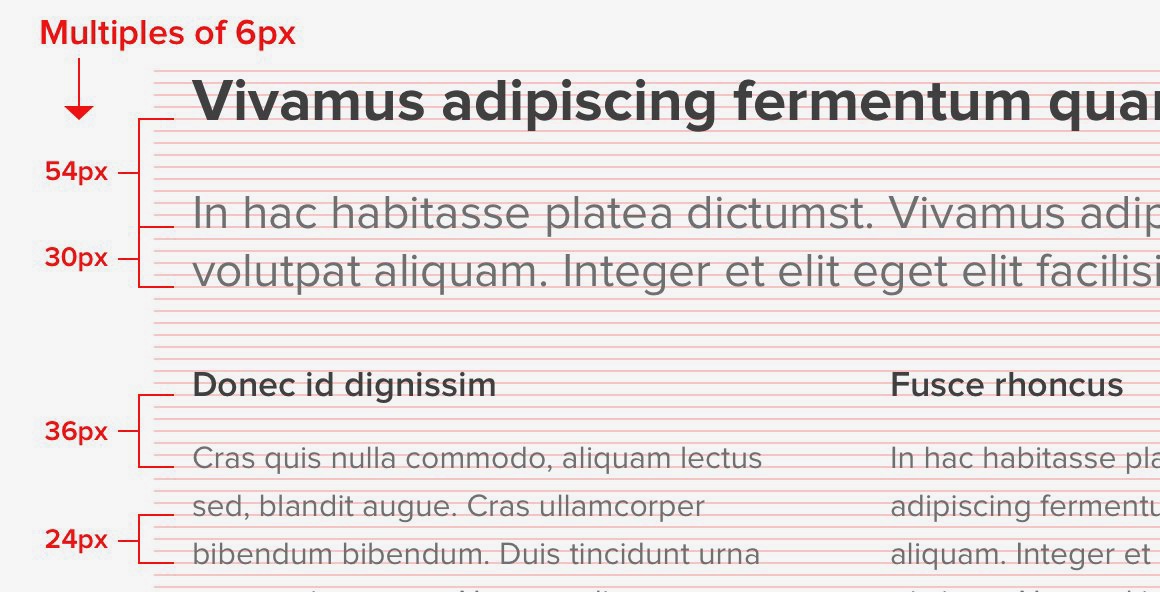 Multiples of 6px
Vivamus adipiscing fermentum quar
54px
In hac habitasse platea dictumst. Vivamus adip
30px
volutpat aliquam. Integer et elit eget elit facilisi
Donec id dignissim
Fusce rhoncus
36px
Cras quis nulla commodo, aliquam lectus
sed, blandit augue. Cras ullamcorper
24px
bibendum bibendum. Duis tincidunt urna
In hac habitasse pla
adipiscing fermentu
aliquam. Integer et